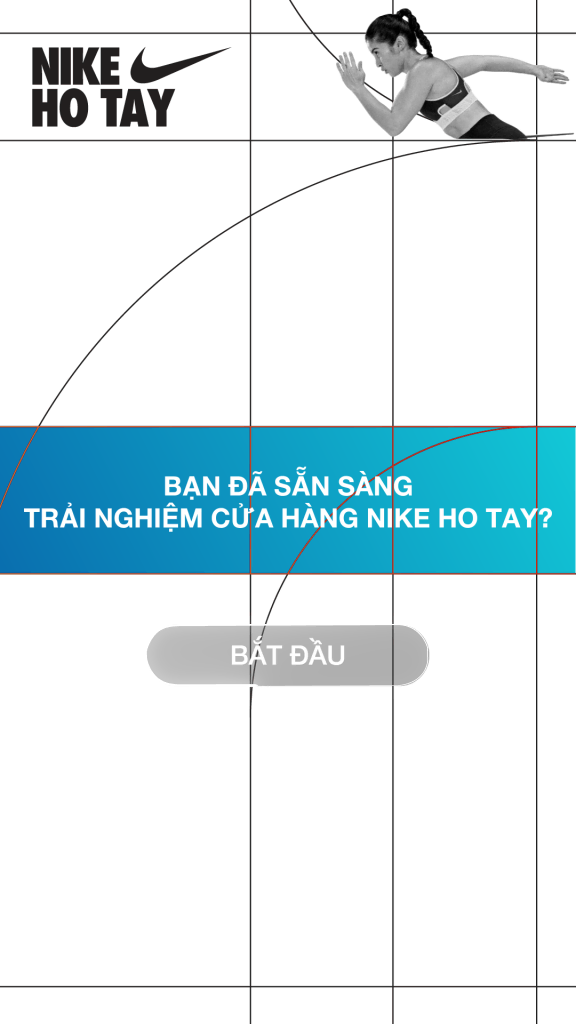 NIKE
HO TAY
BẠN ĐÃ SẴN SÀNG
TRẢI NGHIỆM CỬA HÀNG NIKE HO TAY?
BẮT ĐẦU